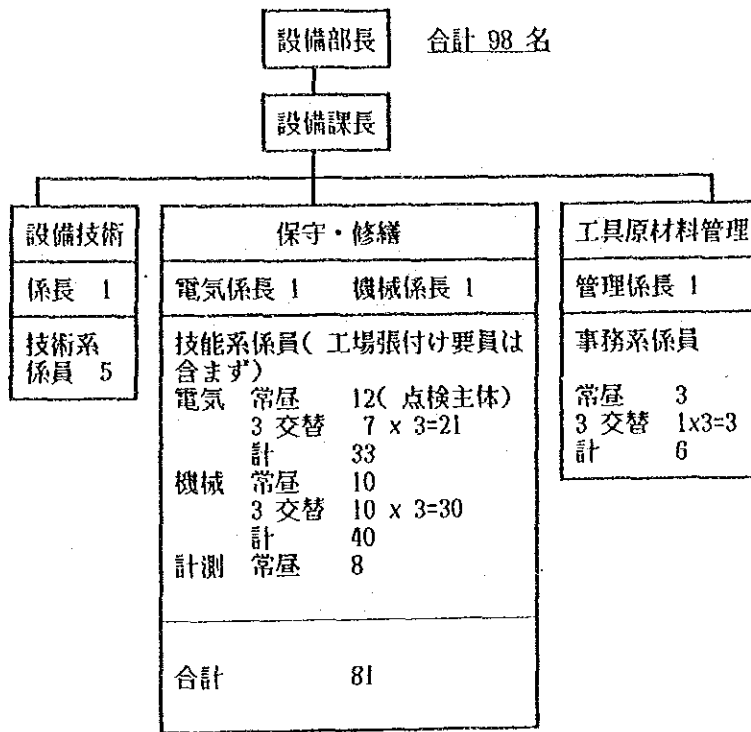 設備部長 合計 98 名
設備課長
設備技術
係長 1
技術系
係員 5
保守・修繕
電気係長 1 機械係長 1
技能系係員( 工場張付け要員は
含まず)
電気 常昼 12( 点検主体)
3 交替 7 x 3=21
計 33
機械 常昼 10
3 交替 10 x 3=30
計 40
計測 常昼 8
合計 81
工具原材料管理
管理係長 1
事務系係員
常昼 3
3 交替 1x3=3
計 6